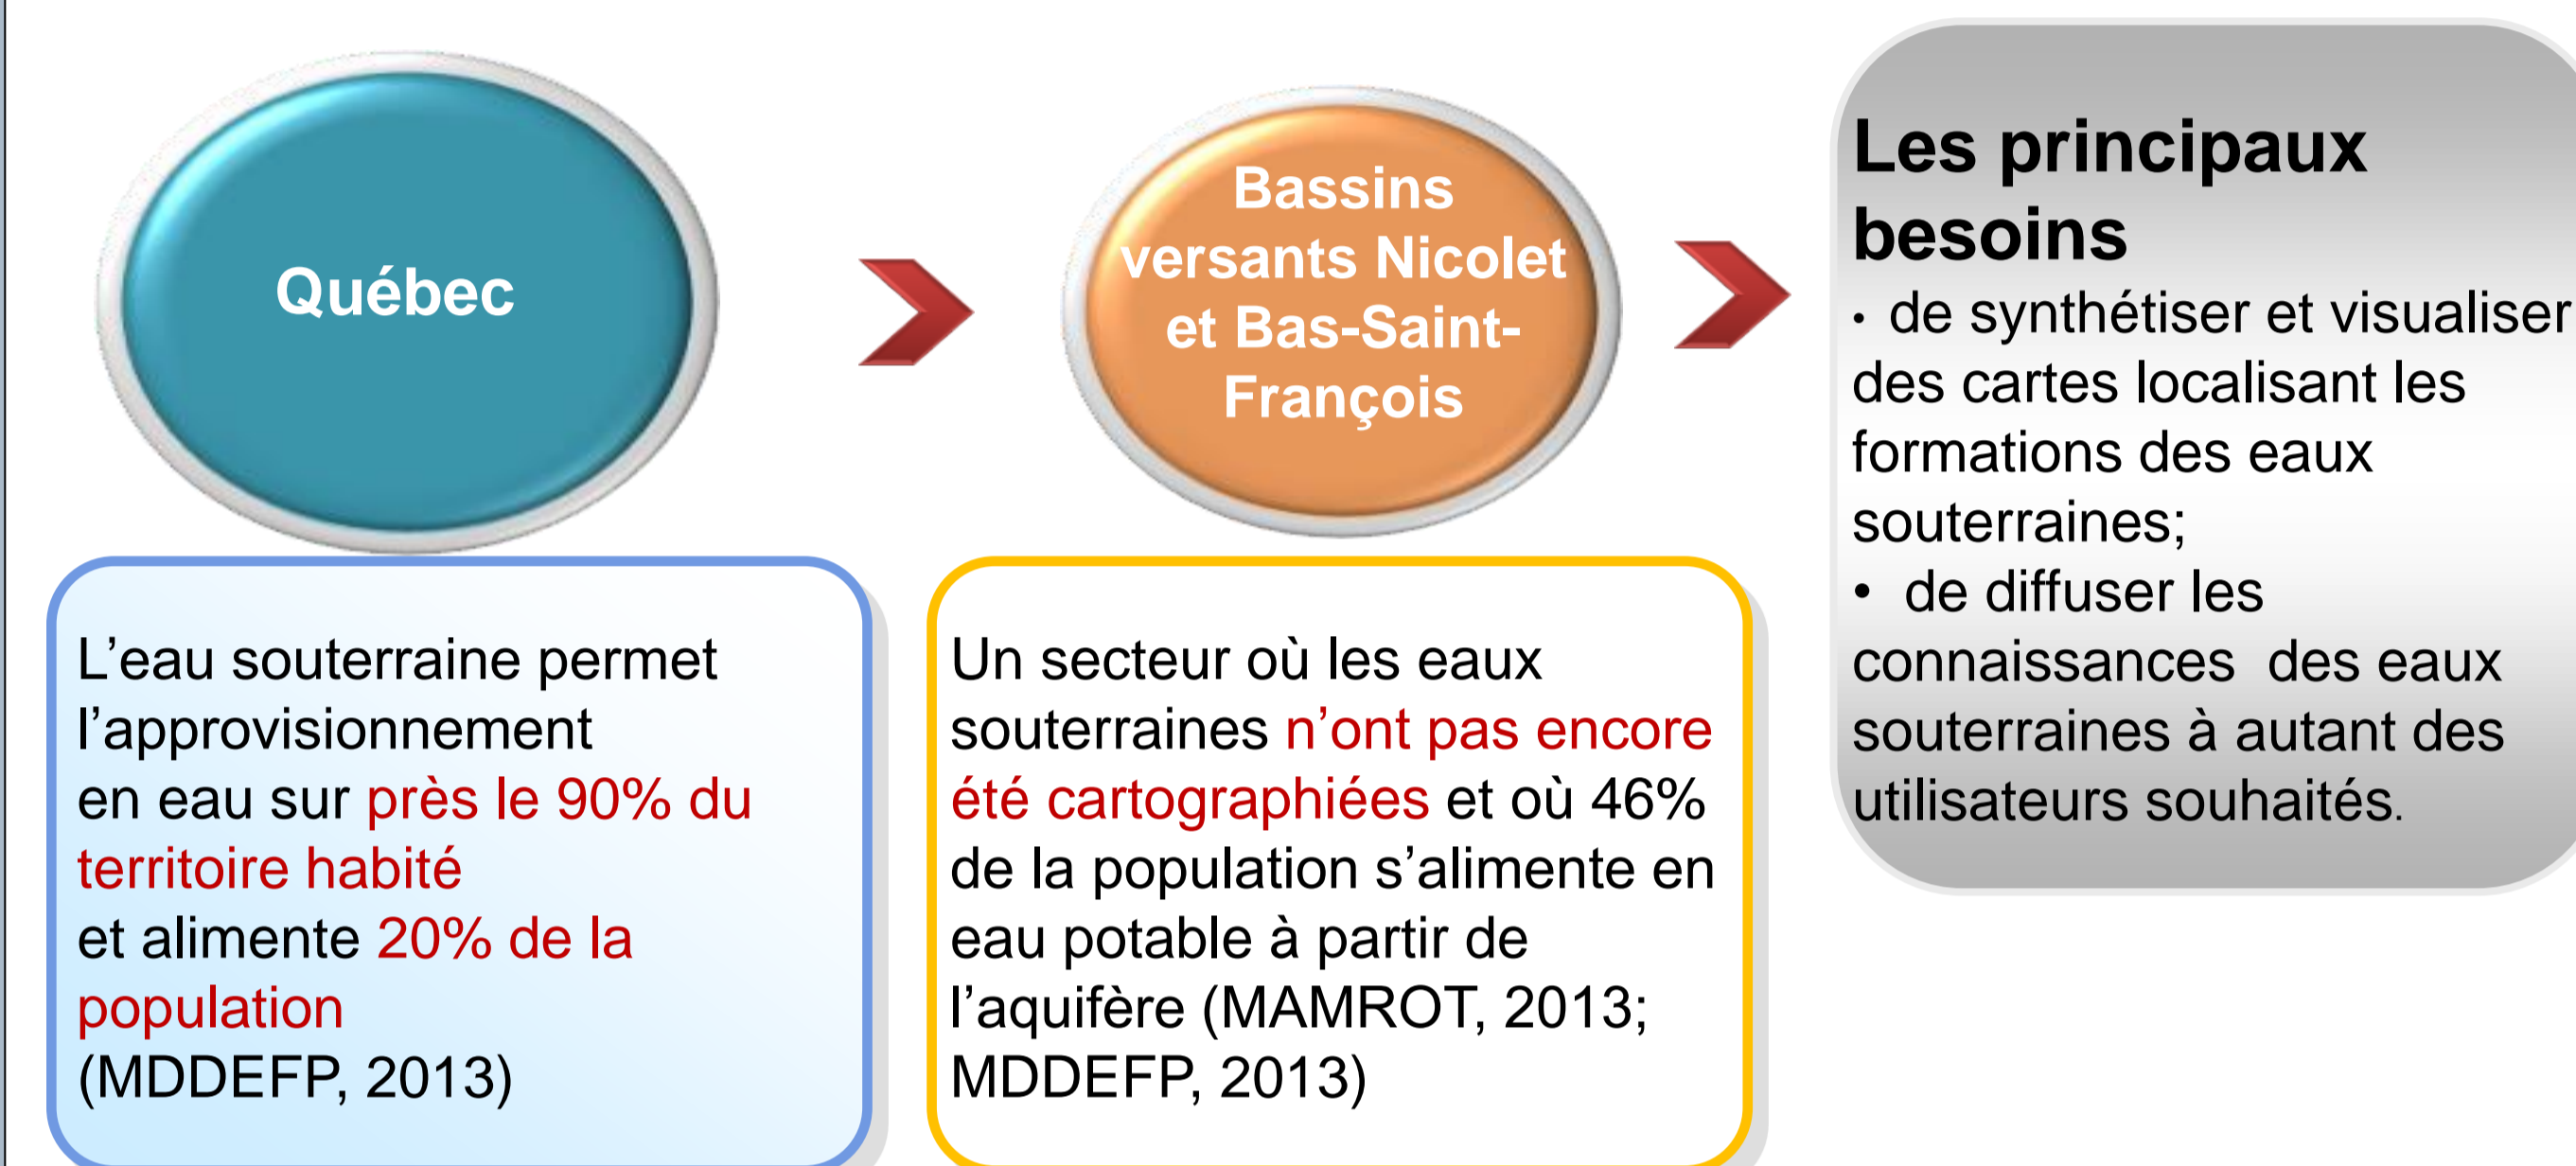 Québec
L’eau souterraine permet
l’approvisionnement
en eau sur près le 90% du
territoire habité
et alimente 20% de la
population
(MDDEFP, 2013)
Bassins
versants Nicolet
et Bas-Saint-
François
Un secteur où les eaux
souterraines n’ont pas encore
été cartographiées et où 46%
de la population s’alimente en
eau potable à partir de
l’aquifère (MAMROT, 2013;
MDDEFP, 2013)
Les principaux
besoins
• de synthétiser et visualiser
des cartes localisant les
formations des eaux
souterraines;
• de diffuser les
connaissances des eaux
souterraines à autant des
utilisateurs souhaités.